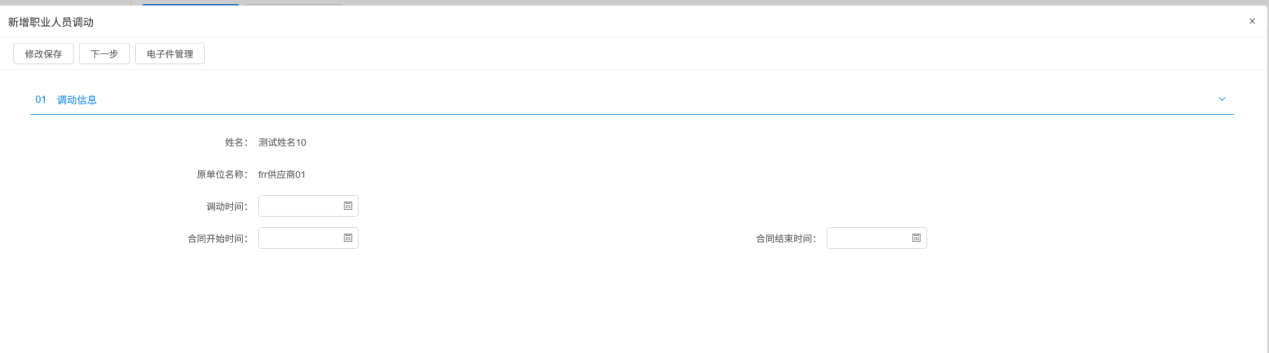 新增职业人员调动 ×
修改保存 下一步 电子件管理
01 调动信息
姓名: 测试姓名10
原单位名称: frr供应商01
调动时间:
合同开始时间: 合同结束时间: